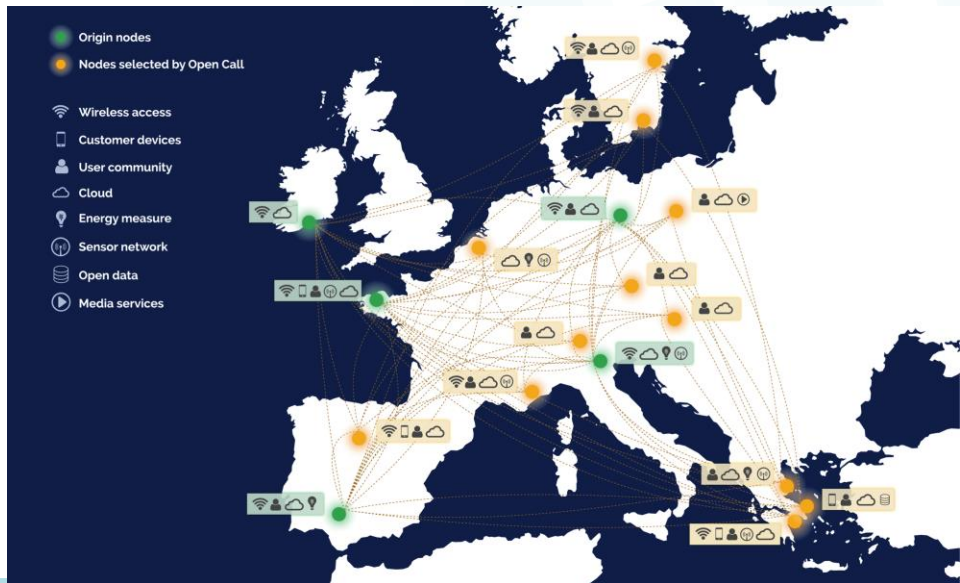 Origin nodes
Nodes selected by Open Call
Wireless access
Customer devices
User community
Cloud
Energy measure
Sensor network
Open data
Media services